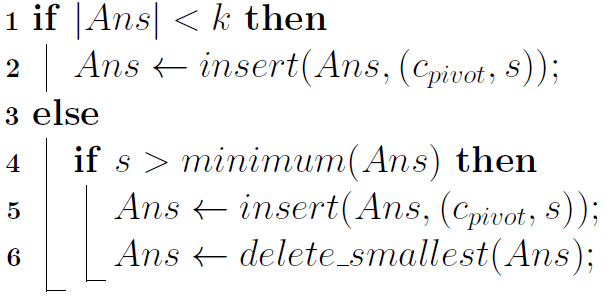 1 if |Ans| < k then
2 Ans ← insert(Ans, (c_pivot, s));
3 else
4 if s > minimum(Ans) then
5 Ans ← insert(Ans, (c_pivot, s));
6 Ans ← delete_smallest(Ans);